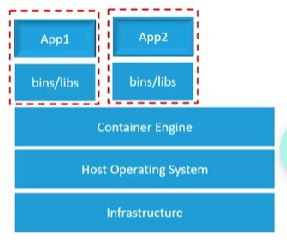 App1
App2
bins/libs
bins/libs
Container Engine
Host Operating System
Infrastructure